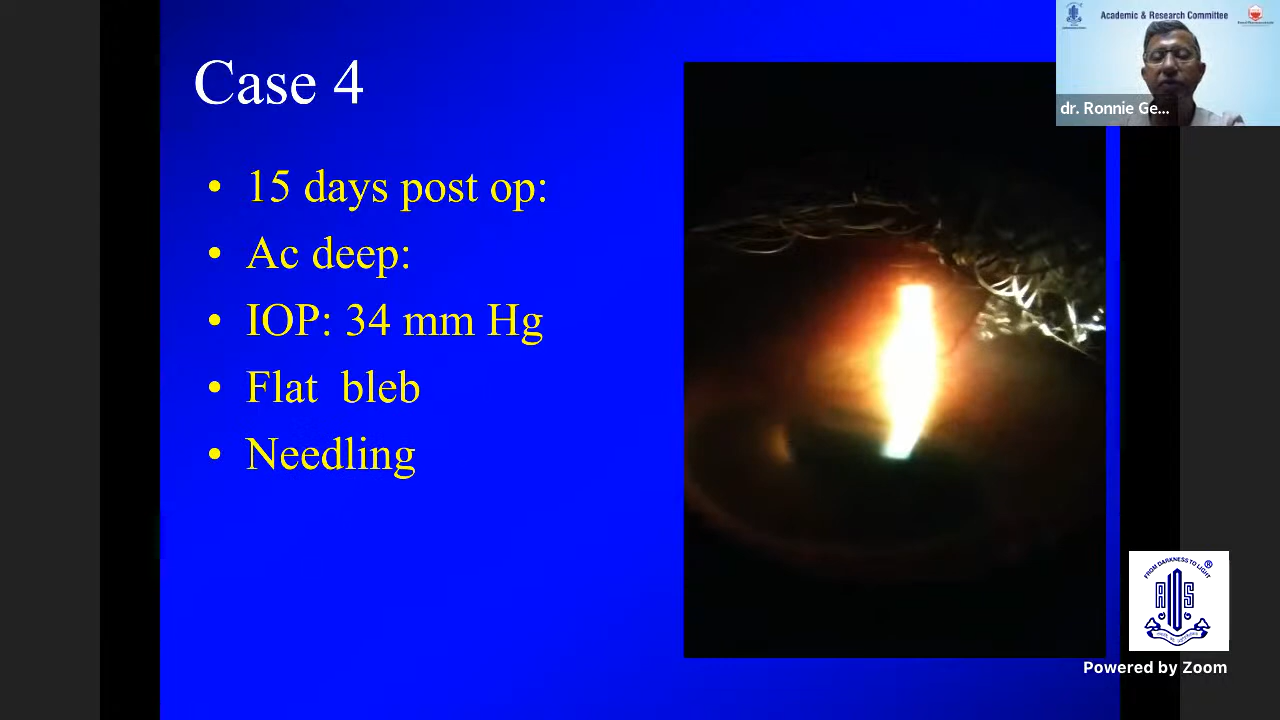 Case 4
• 15 days post op:
• Ac deep:
• IOP: 34 mm Hg
• Flat bleb
• Needling
Academic & Research Committee
dr. Ronnie Ge...
FROM DARKNESS TO LIGHT
®
AIOS
Powered by Zoom